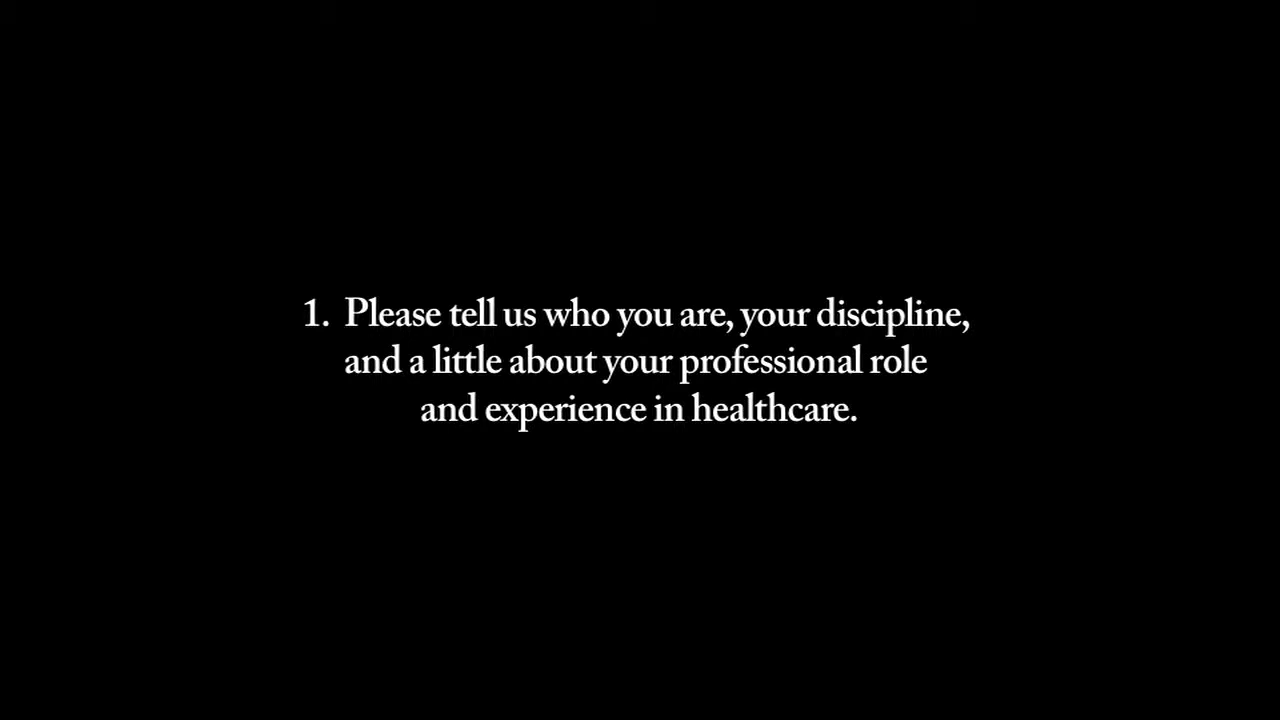 1. Please tell us who you are, your discipline,
and a little about your professional role
and experience in healthcare.